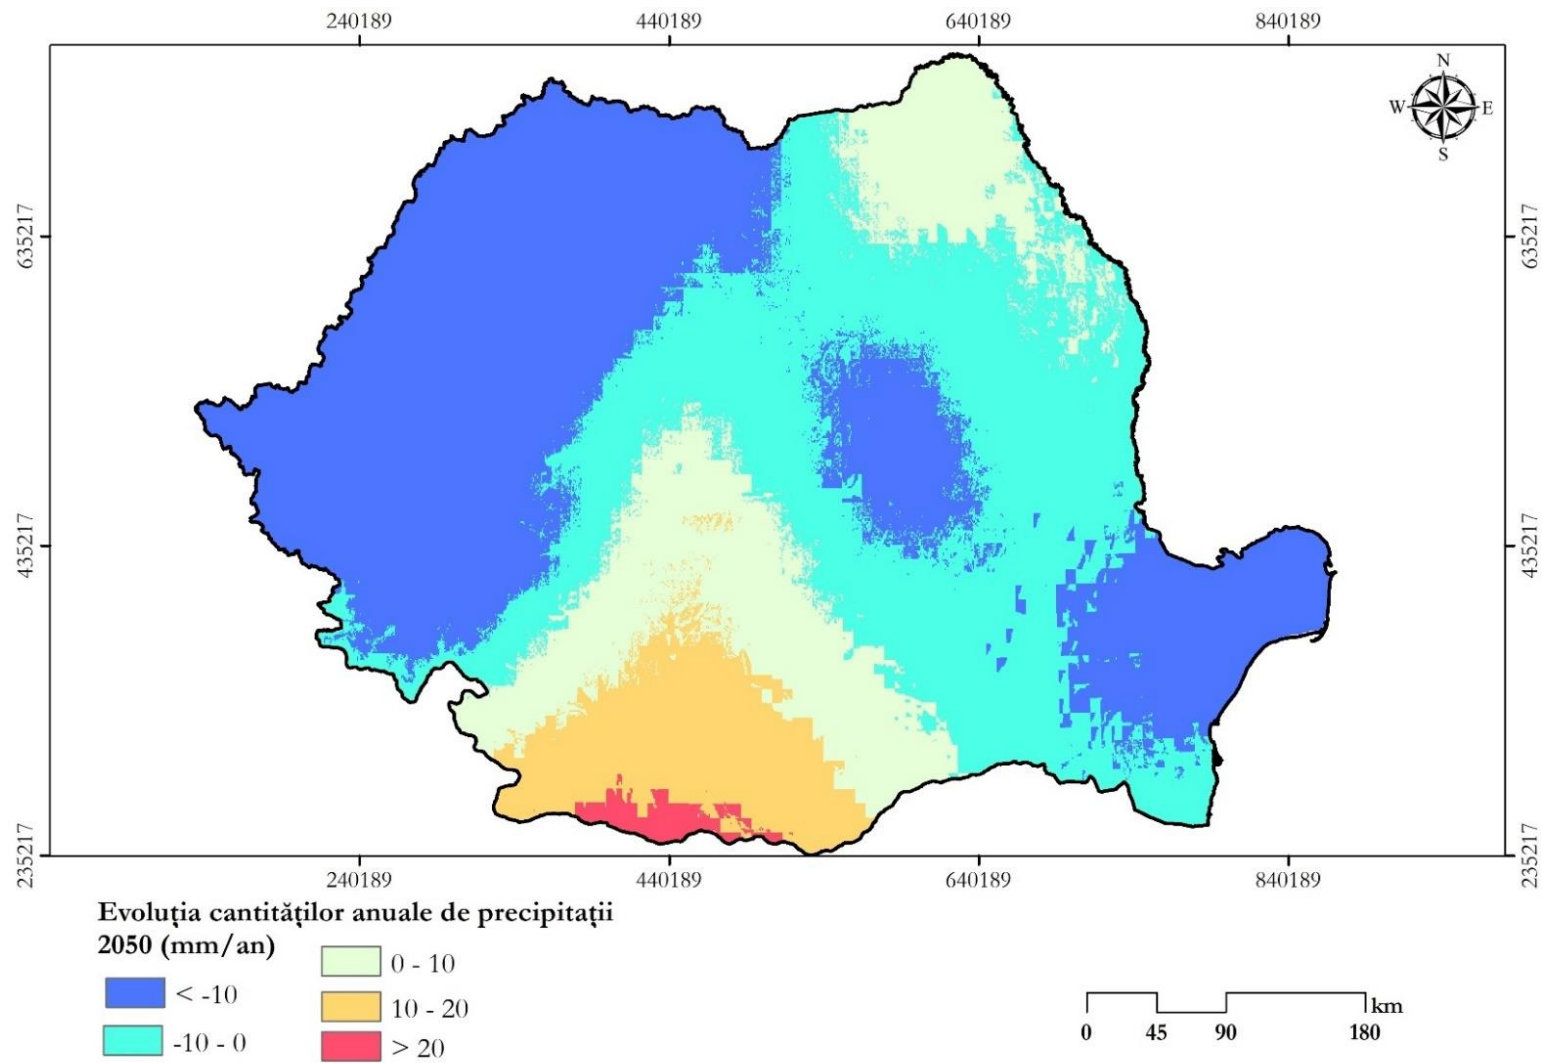 240189 440189 640189 840189
N
W E
S
635217 635217
435217 435217
235217 235217
240189 440189 640189 840189
Evoluția cantităților anuale de precipitații
2050 (mm/an)
< -10
-10 - 0
0 - 10
10 - 20
> 20
km
0 45 90 180